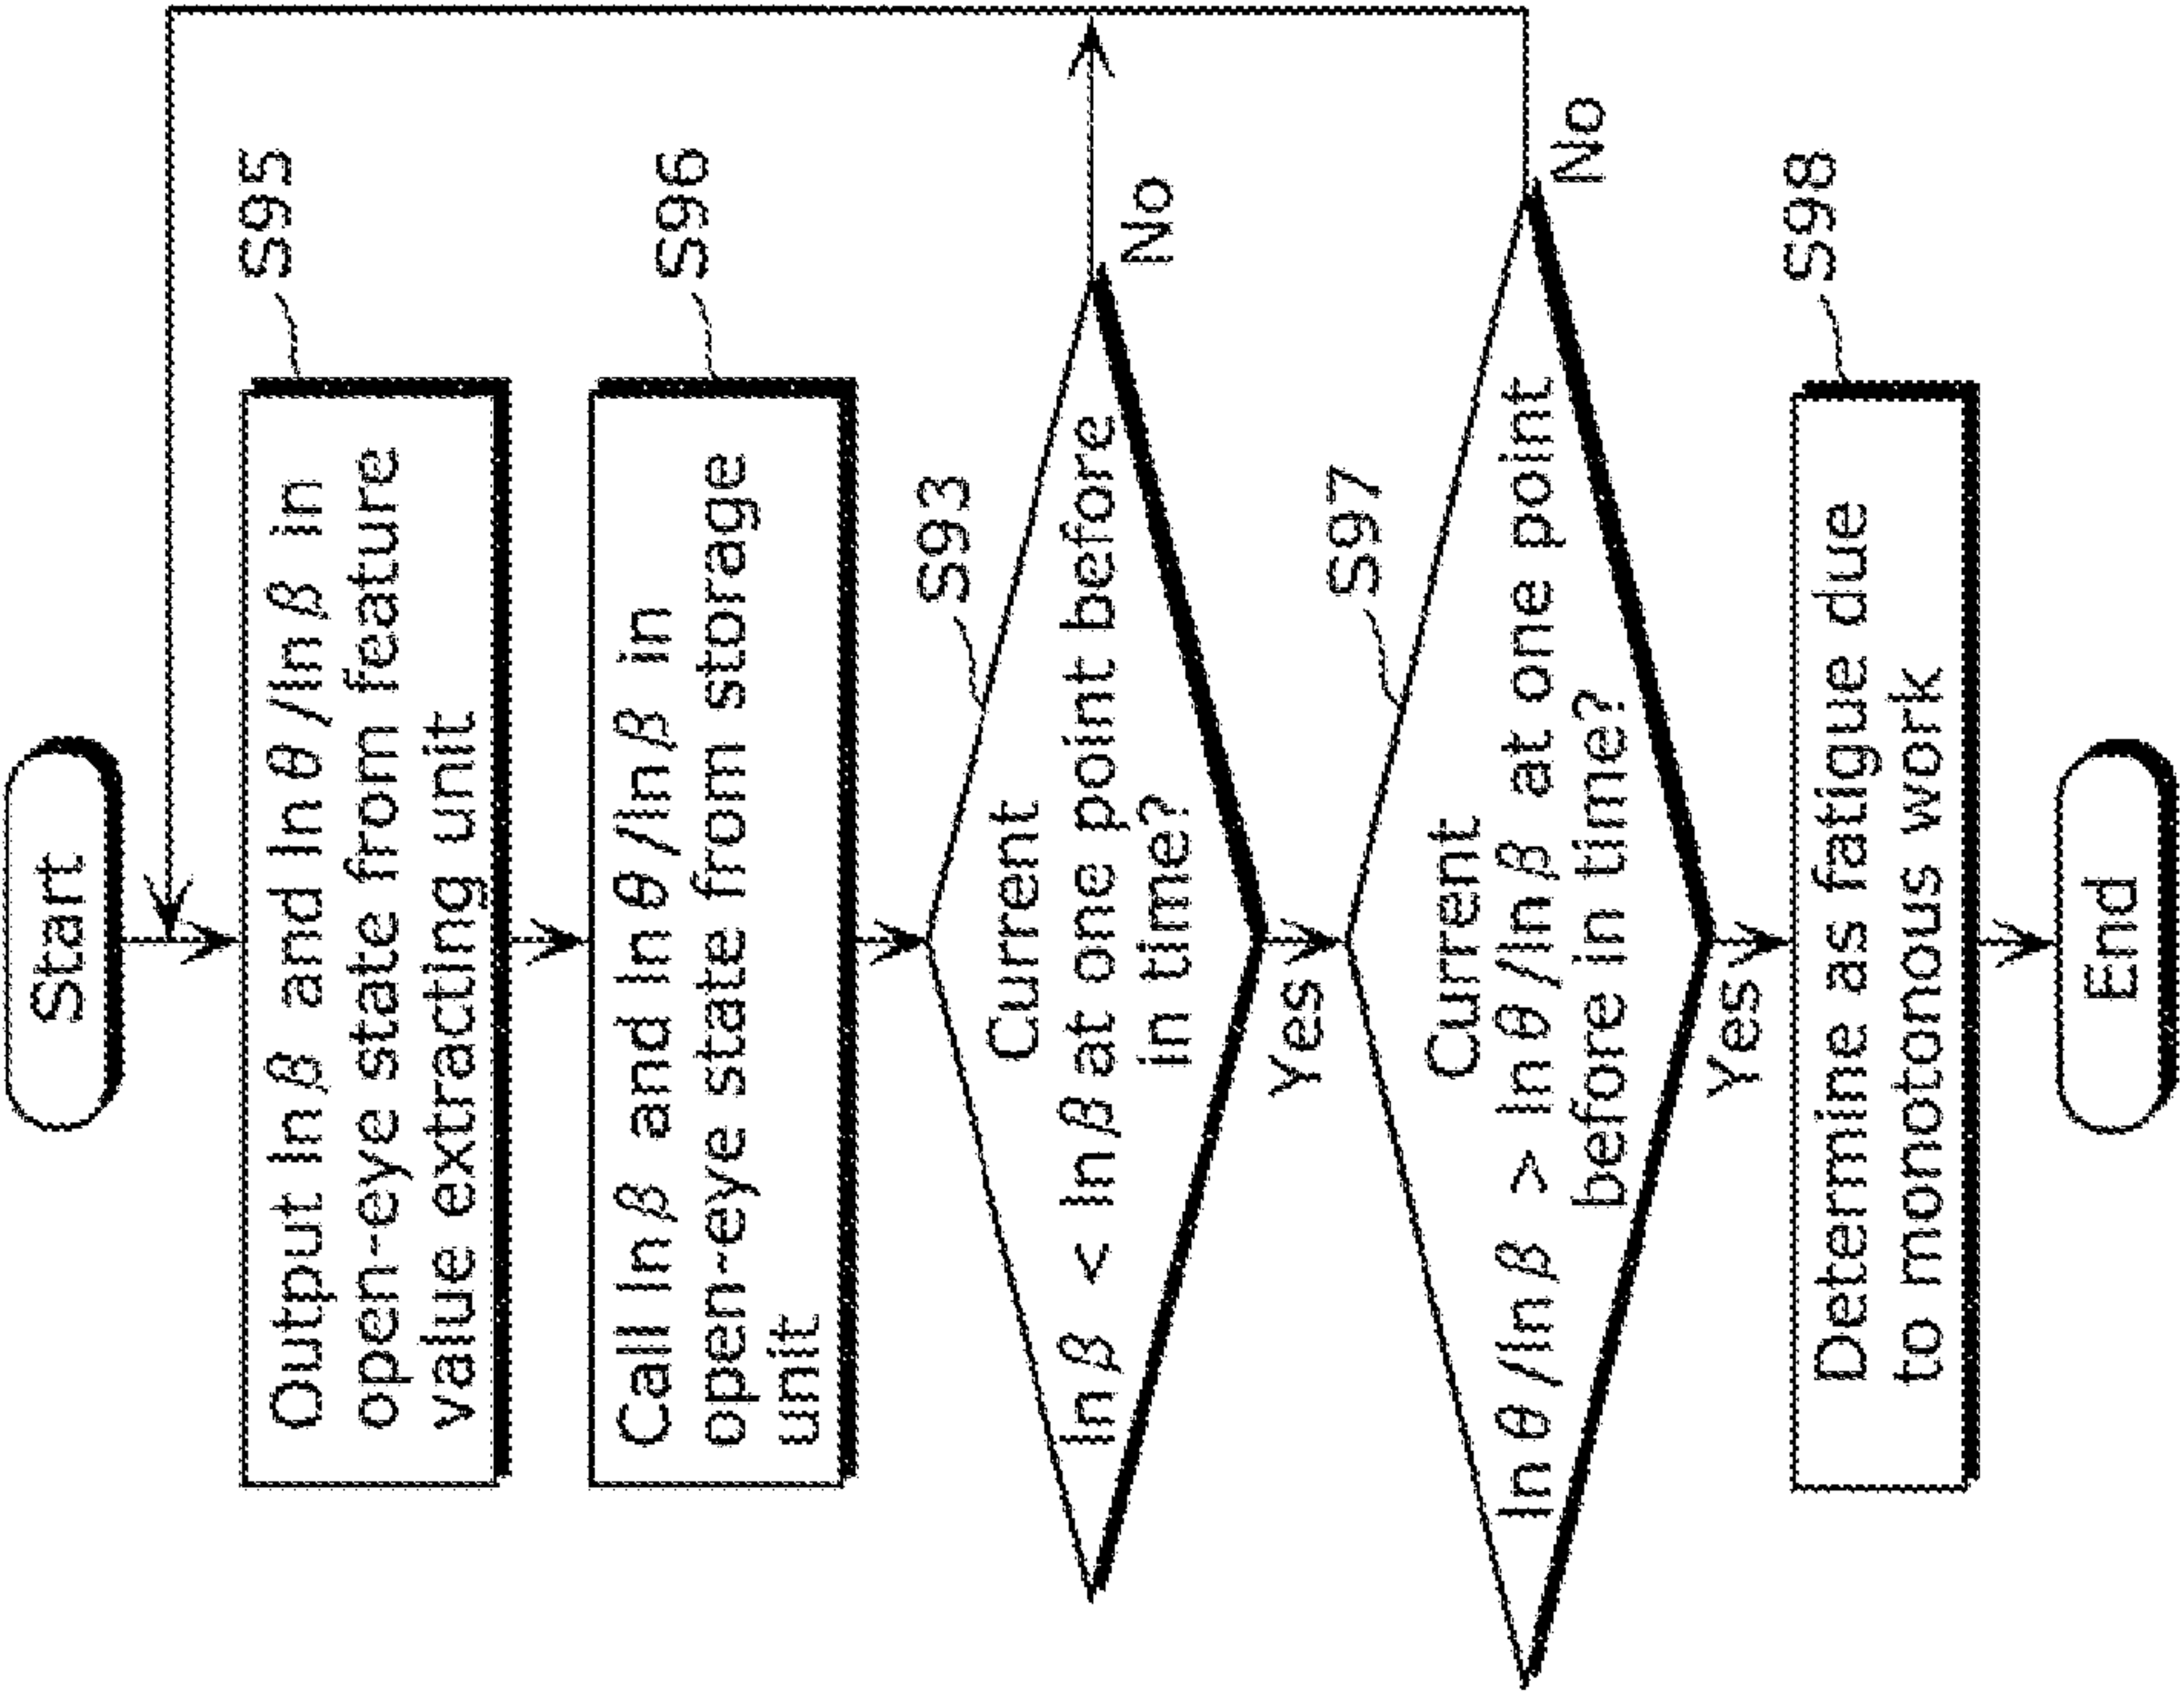 Start
S95
Output ln β and ln θ/ln β in
open-eye state from feature
value extracting unit
S96
Call ln β and ln θ/ln β in
open-eye state from storage
unit
S93
Current
ln β < ln β at one point before
in time?
No
Yes
S97
Current
ln θ/ln β > ln θ/ln β at one point
before in time?
No
Yes
S98
Determine as fatigue due
to monotonous work
End